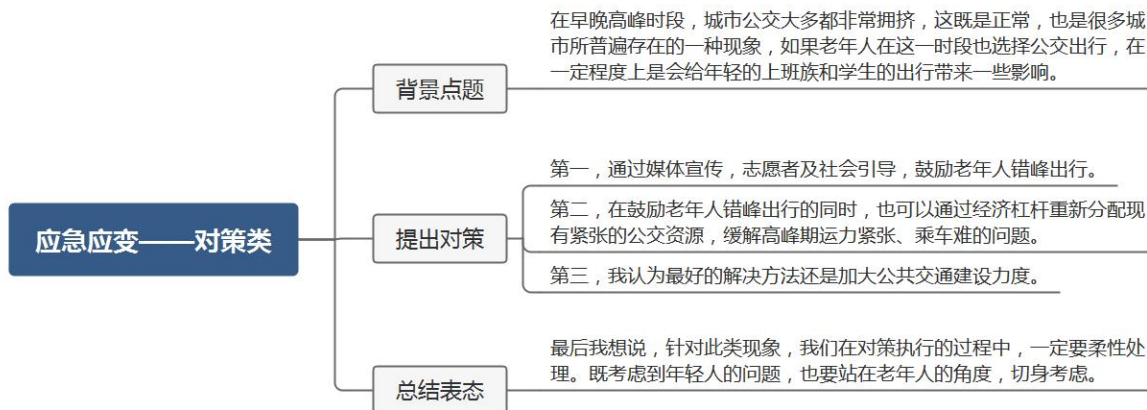 在早晚高峰时段，城市公交大多都非常拥挤，这既是正常，也是很多城
市所普遍存在的一种现象，如果老年人在这一时段也选择公交出行，在
一定程度上是会给年轻的上班族和学生的出行带来一些影响。
背景点题
第一，通过媒体宣传，志愿者及社会引导，鼓励老年人错峰出行。
第二，在鼓励老年人错峰出行的同时，也可以通过经济杠杆重新分配现
有紧张的公交资源，缓解高峰期运力紧张、乘车难的问题。
应急应变——对策类
提出对策
第三，我认为最好的解决方法还是加大公共交通建设力度。
最后我想说，针对此类现象，我们在对策执行的过程中，一定要柔性处
理。既考虑到年轻人的问题，也要站在老年人的角度，切身考虑。
总结表态